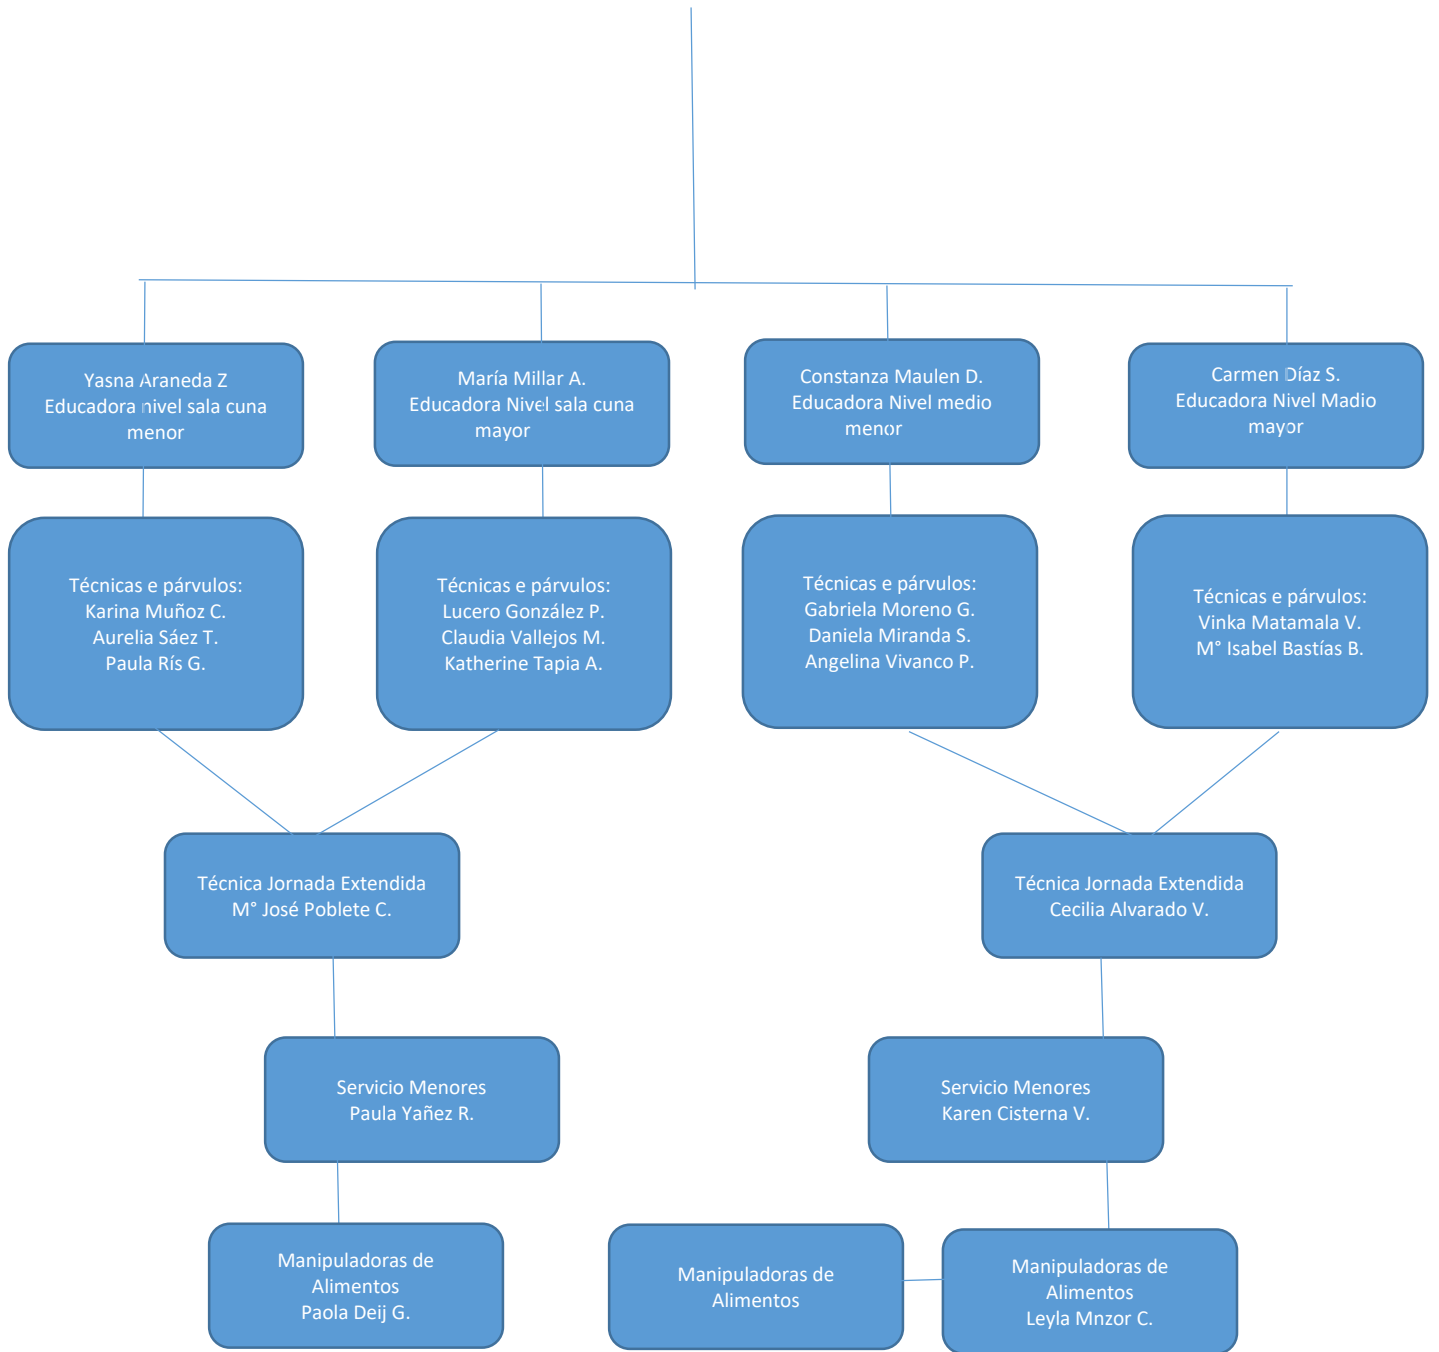 Yasna Araneda Z
Educadora nivel sala cuna
menor
María Millar A.
Educadora Nivel sala cuna
mayor
Constanza Maulen D.
Educadora Nivel medio
menor
Carmen Díaz S.
Educadora Nivel Madio
mayor
Técnicas e párvulos:
Karina Muñoz C.
Aurelia Sáez T.
Paula Rís G.
Técnicas e párvulos:
Lucero González P.
Claudia Vallejos M.
Katherine Tapia A.
Técnicas e párvulos:
Gabriela Moreno G.
Daniela Miranda S.
Angelina Vivanco P.
Técnicas e párvulos:
Vinka Matamala V.
M° Isabel Bastías B.
Técnica Jornada Extendida
M° José Poblete C.
Técnica Jornada Extendida
Cecilia Alvarado V.
Servicio Menores
Paula Yañez R.
Servicio Menores
Karen Cisterna V.
Manipuladoras de
Alimentos
Paola Deij G.
Manipuladoras de
Alimentos
Manipuladoras de
Alimentos
Leyla Mnzor C.